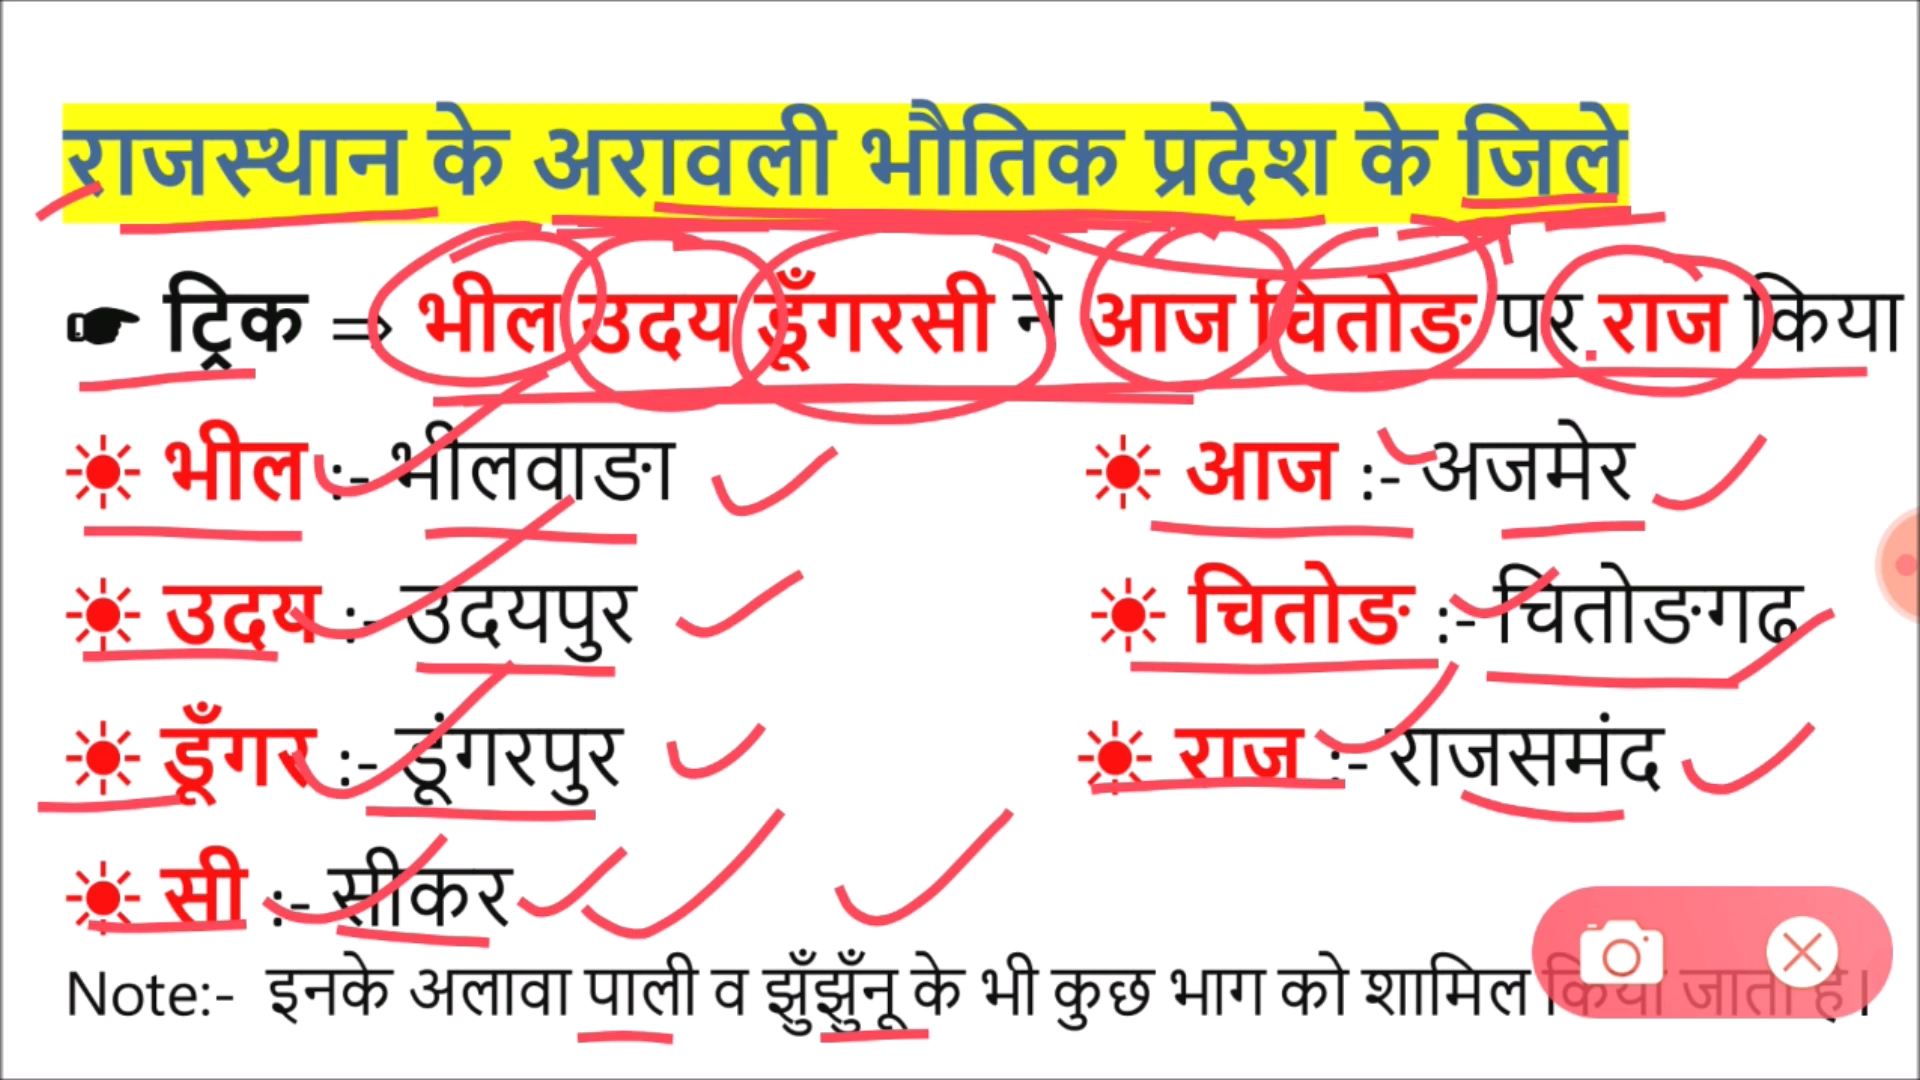 राजस्थान के अरावली भौतिक प्रदेश के जिले
ट्रिक ⇒ भील उदय डूँगरसी ने आज चितोङ पर राज किया
भील :- भीलवाङा
उदय :- उदयपुर
डूँगर :- डूंगरपुर
सी :- सीकर
आज :- अजमेर
चितोङ :- चितोङगढ
राज :- राजसमंद
Note:- इनके अलावा पाली व झुँझुँनू के भी कुछ भाग को शामिल किया जाता है।